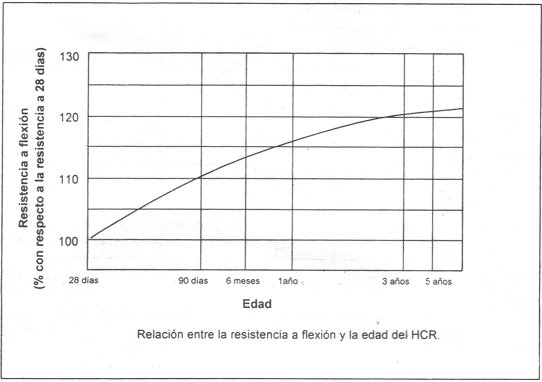 Resistencia a flexión
(% con respecto a la resistencia a 28 días)
130
120
110
100
28 días 90 días 6 meses 1año 3 años 5 años
Edad
Relación entre la resistencia a flexión y la edad del HCR.